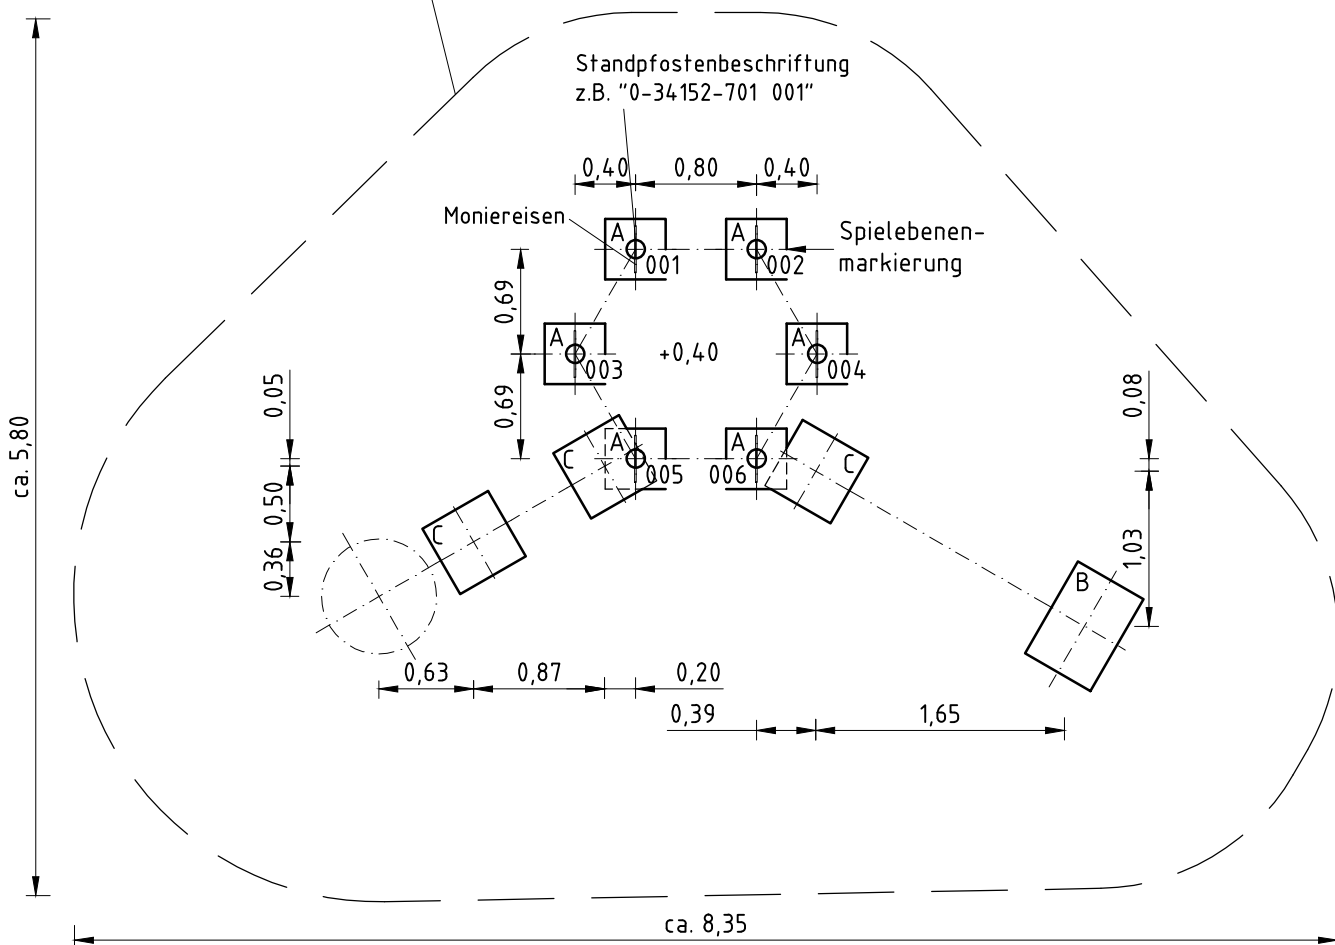 Standpfostenbeschriftung
z.B. "0-34152-701 001"
0,40
0,80
0,40
Moniereisen
A
A
Spielebenen-
markierung
001
002
0,69
A
A
+0,40
003
004
0,05
0,69
0,08
ca. 5,80
A
A
C
C
005
006
0,50
C
0,36
1,03
B
0,63
0,87
0,20
0,39
1,65
ca. 8,35